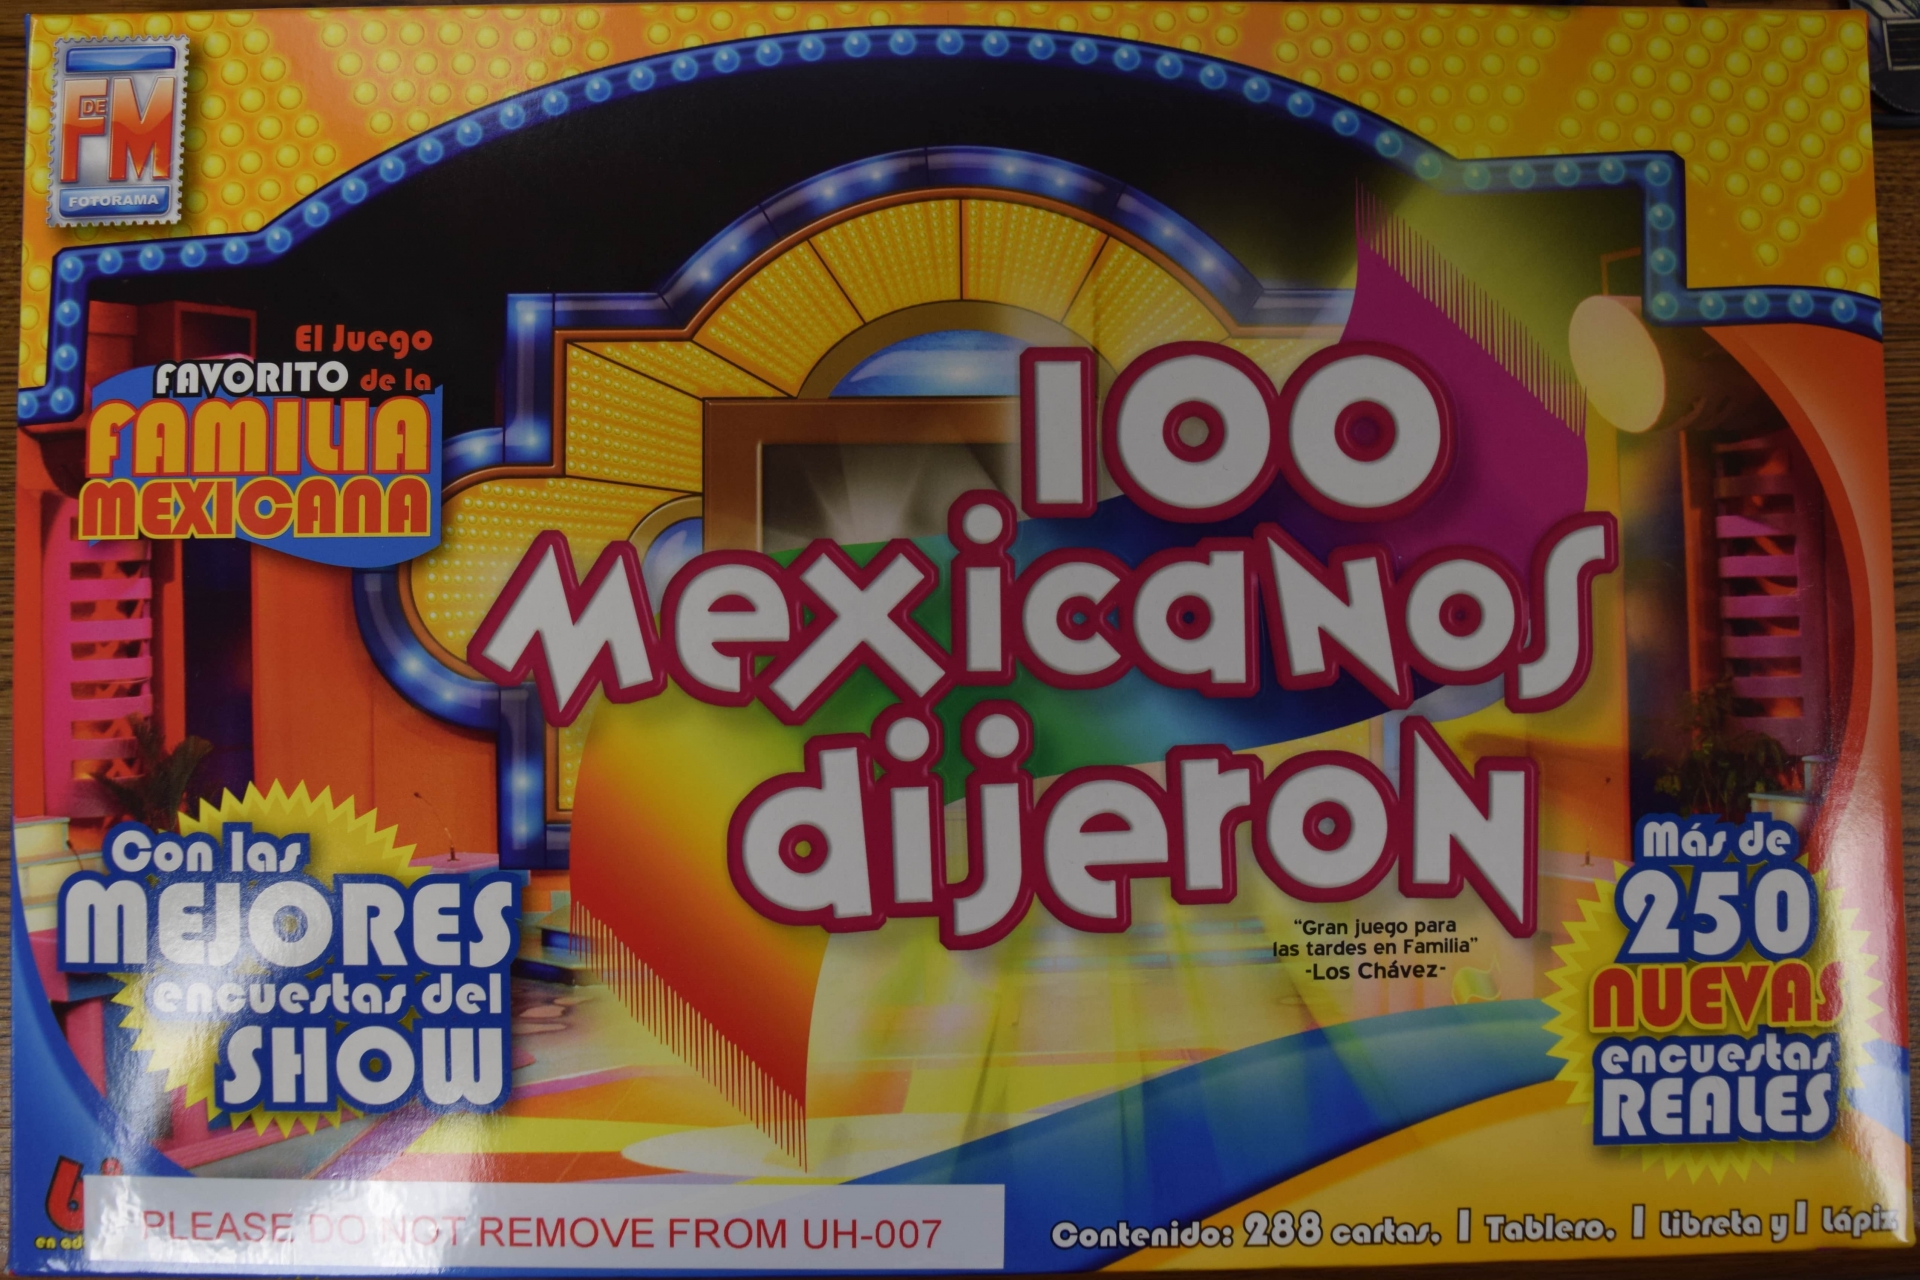 DE
FM
FOTORAMA
El Juego
FAVORITO de la
FAMILIA
MEXICANA
100
Mexicanos
dijeron
"Gran juego para
las tardes en Familia"
-Los Chávez-
Con las
MEJORES
encuestas del
SHOW
Más de
250
NUEVAS
encuestas
REALES
6
en
PLEASE DO NOT REMOVE FROM UH-007
Contenido: 288 cartas, 1 Tablero, 1 Libreta y 1 Lápiz